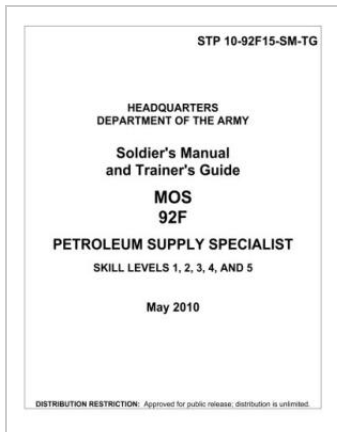 STP 10-92F15-SM-TG
HEADQUARTERS
DEPARTMENT OF THE ARMY
Soldier's Manual
and Trainer's Guide
MOS
92F
PETROLEUM SUPPLY SPECIALIST
SKILL LEVELS 1, 2, 3, 4, AND 5
May 2010
DISTRIBUTION RESTRICTION: Approved for public release; distribution is unlimited.